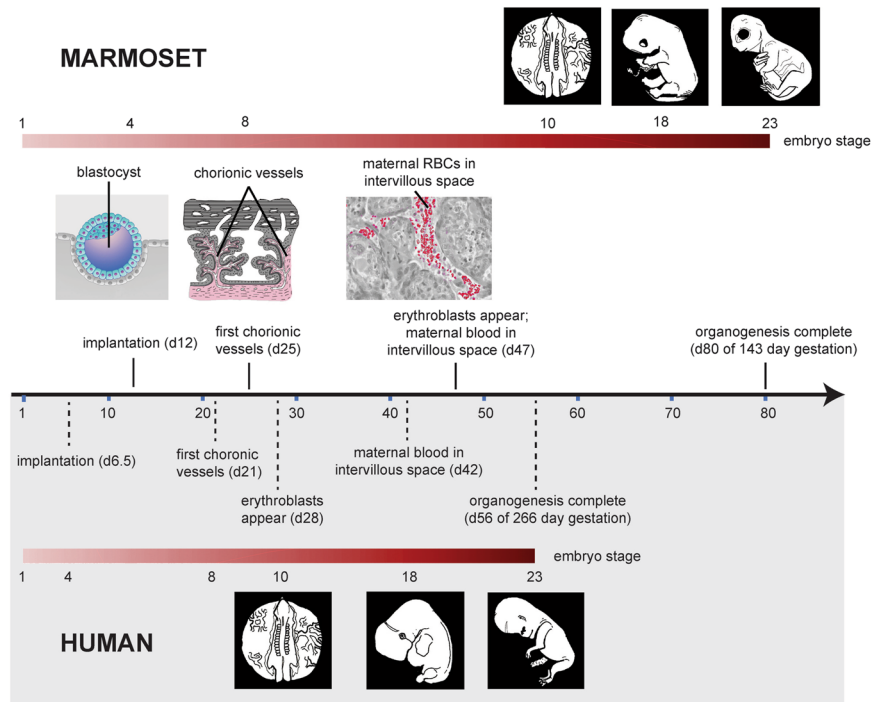 MARMOSET
1 4 8 10 18 23
embryo stage
blastocyst
chorionic vessels
maternal RBCs in
intervillous space
implantation (d12)
first chorionic
vessels (d25)
erythroblasts appear;
maternal blood in
intervillous space (d47)
organogenesis complete
(d80 of 143 day gestation)
1 10 20 30 40 50 60 70 80
implantation (d6.5)
first choronic
vessels (d21)
erythroblasts
appear (d28)
maternal blood in
intervillous space (d42)
organogenesis complete
(d56 of 266 day gestation)
embryo stage
1 4 8 10 18 23
HUMAN